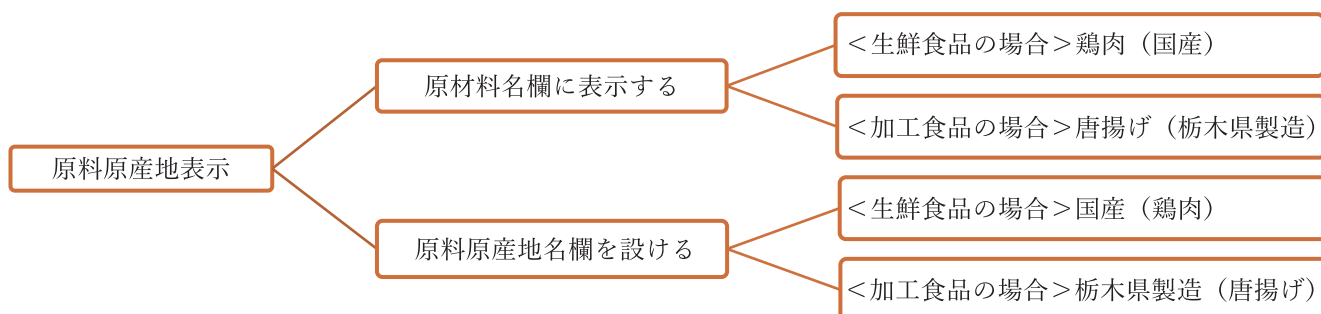 原料原産地表示
原材料名欄に表示する
＜生鮮食品の場合＞鶏肉（国産）
＜加工食品の場合＞唐揚げ（栃木県製造）
原料原産地名欄を設ける
＜生鮮食品の場合＞国産（鶏肉）
＜加工食品の場合＞栃木県製造（唐揚げ）